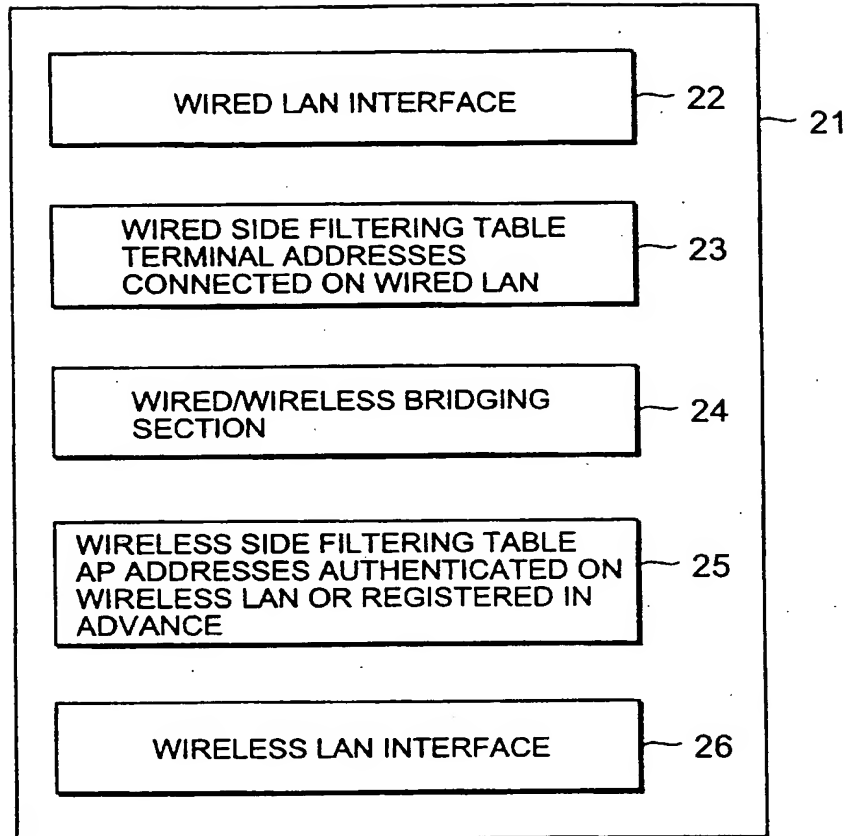 WIRED LAN INTERFACE
22
21
WIRED SIDE FILTERING TABLE
TERMINAL ADDRESSES
CONNECTED ON WIRED LAN
23
WIRED/WIRELESS BRIDGING
SECTION
24
WIRELESS SIDE FILTERING TABLE
AP ADDRESSES AUTHENTICATED ON
WIRELESS LAN OR REGISTERED IN
ADVANCE
25
WIRELESS LAN INTERFACE
26